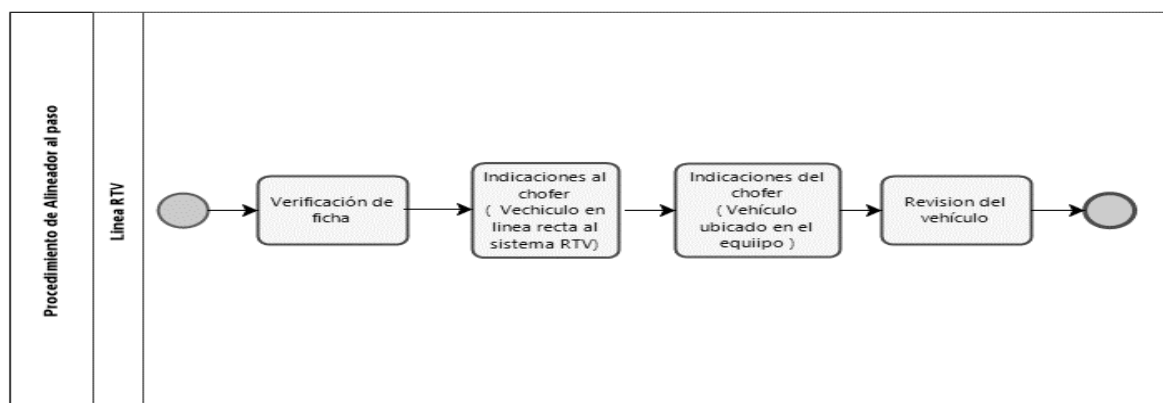 Procedimiento de Alineador al paso
Línea RTV
Verificación de
ficha
Indicaciones al
chofer
( Vechiculo en
linea recta al
sistema RTV)
Indicaciones del
chofer
( Vehículo
ubicado en el
equiipo )
Revision del
vehículo